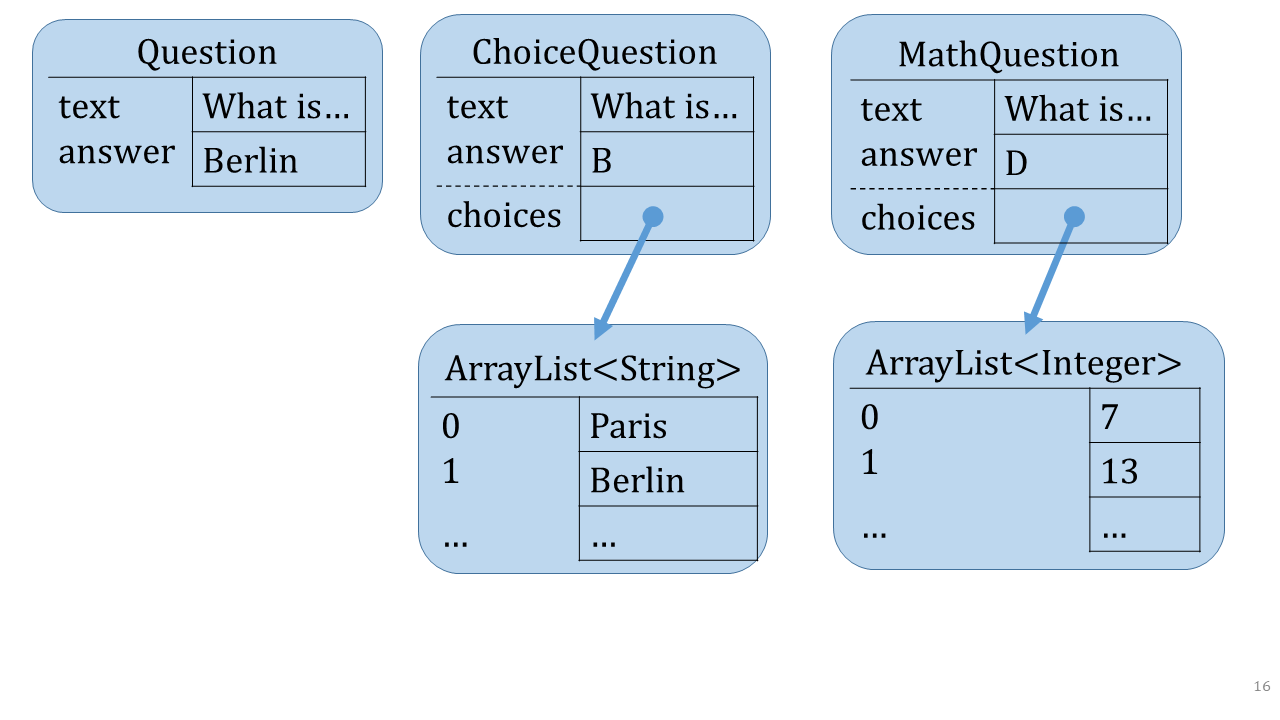 Question
text What is…
answer Berlin
ChoiceQuestion
text What is…
answer B
choices
MathQuestion
text What is…
answer D
choices
ArrayList<String>
0 Paris
1 Berlin
… …
ArrayList<Integer>
0 7
1 13
… …
16